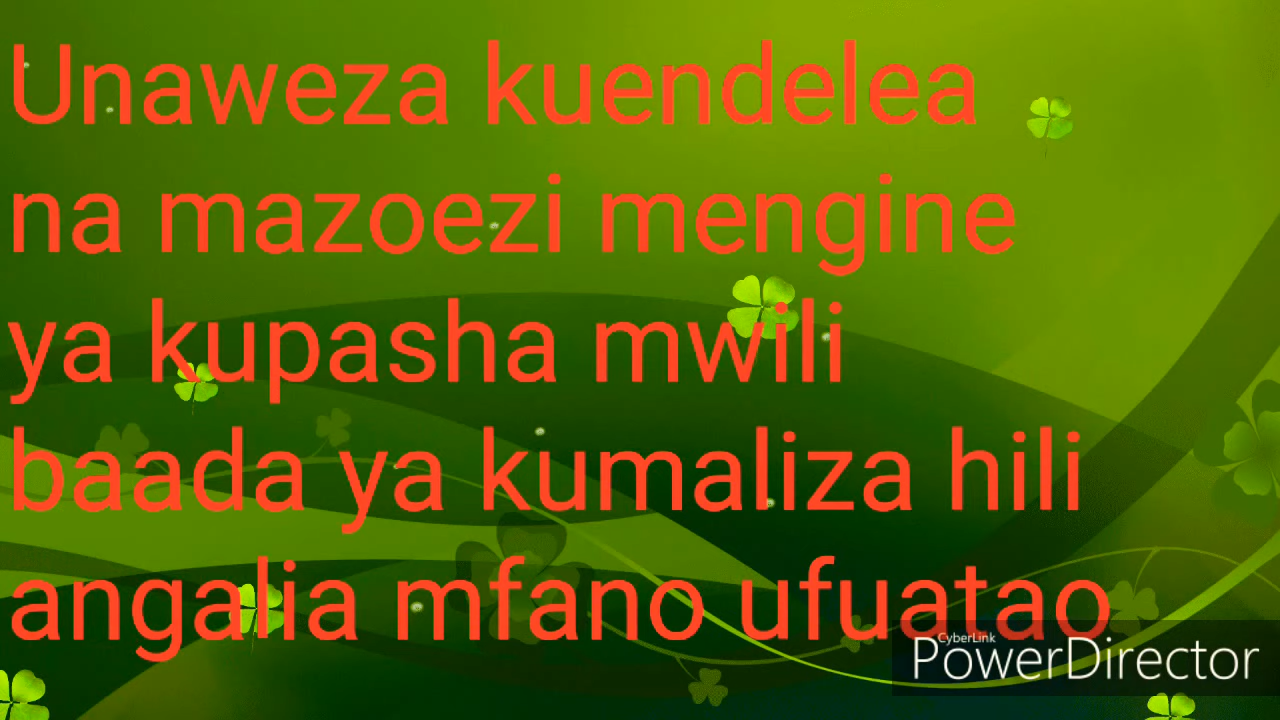 Unaweza kuendelea
na mazoezi mengine
ya kupasha mwili
baada ya kumaliza hili
angalia mfano ufuatao
CyberLink
PowerDirector